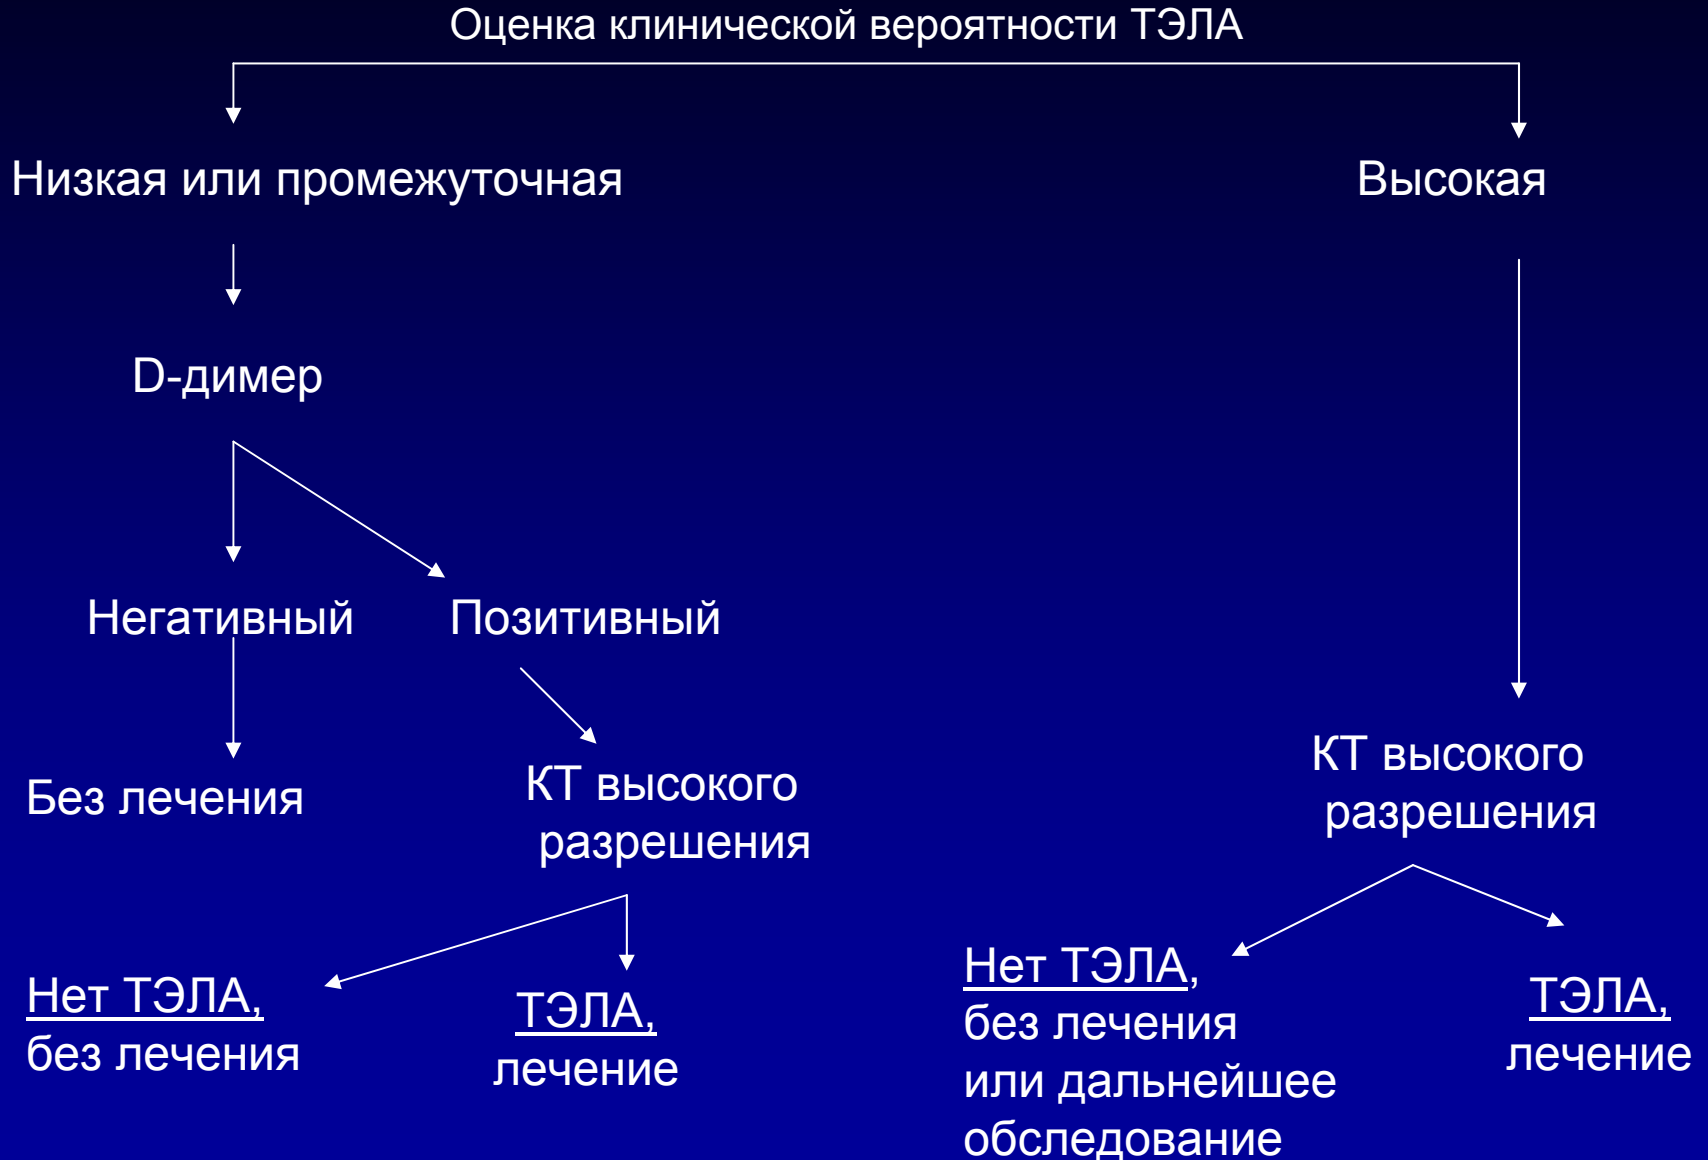 Оценка клинической вероятности ТЭЛА
Низкая или промежуточная
Высокая
D-димер
Негативный
Позитивный
Без лечения
КТ высокого
разрешения
КТ высокого
разрешения
Нет ТЭЛА,
без лечения
ТЭЛА,
лечение
Нет ТЭЛА,
без лечения
или дальнейшее
обследование
ТЭЛА,
лечение